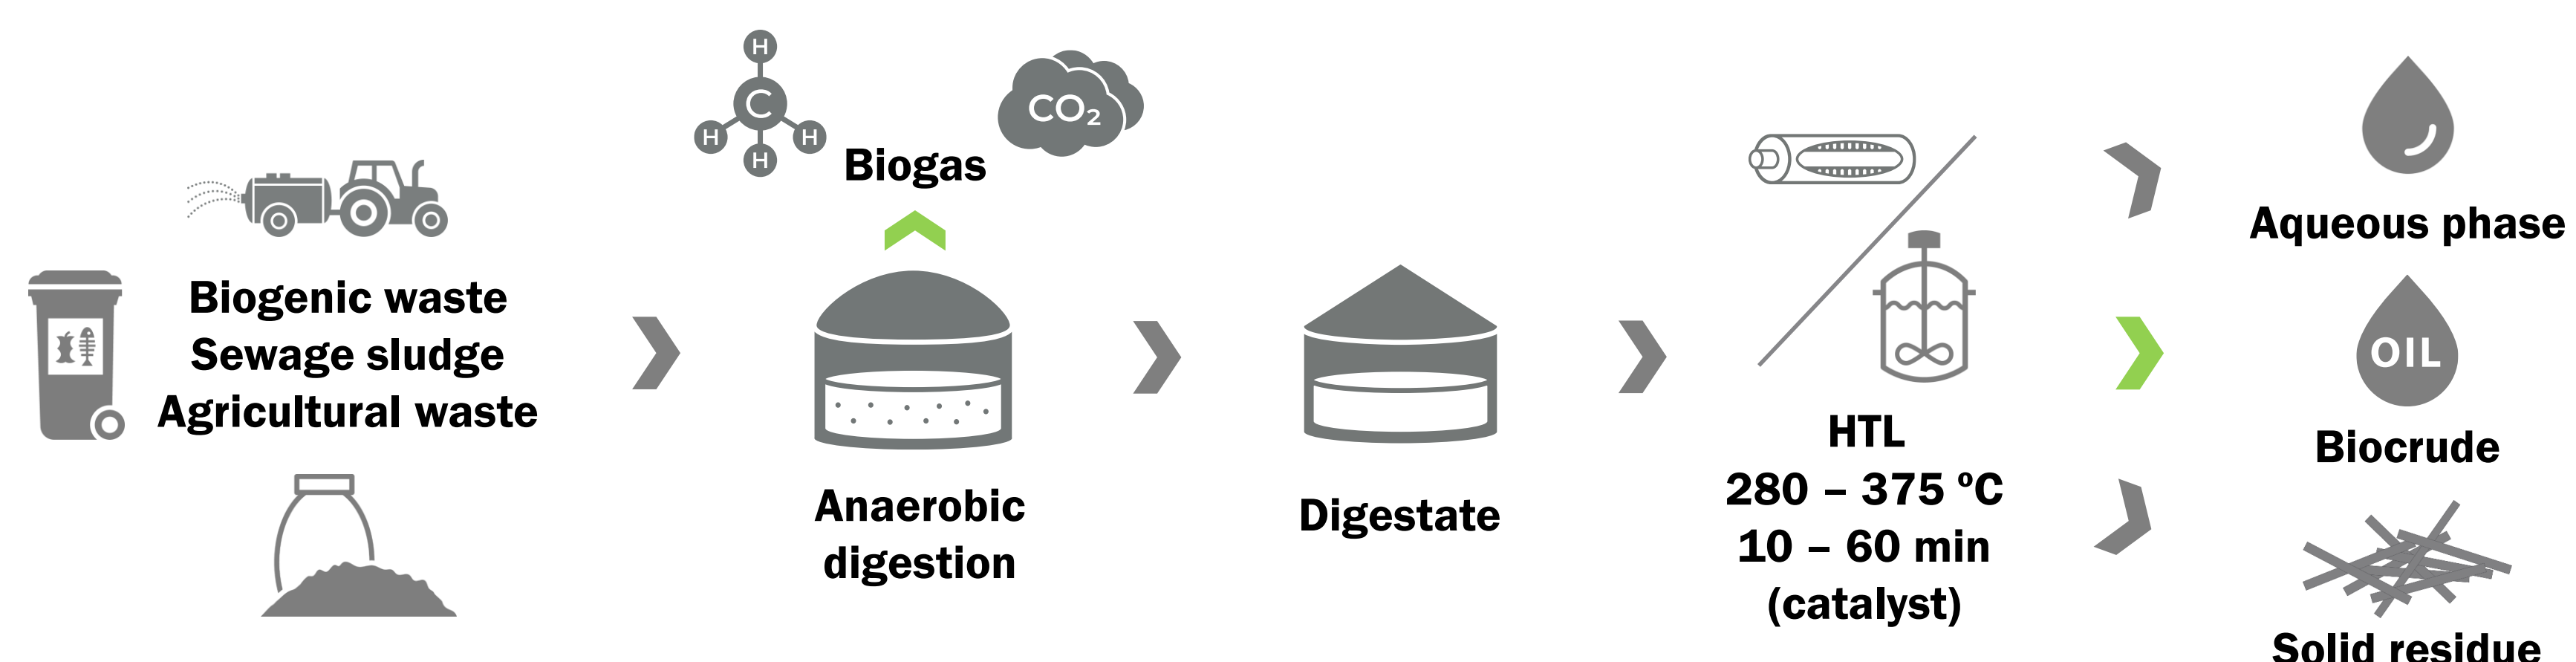 Biogenic waste
Sewage sludge
Agricultural waste
H
C
H
H
H
CO₂
Biogas
Anaerobic
digestion
Digestate
HTL
280 – 375 ºC
10 – 60 min
(catalyst)
Aqueous phase
OIL
Biocrude
Solid residue